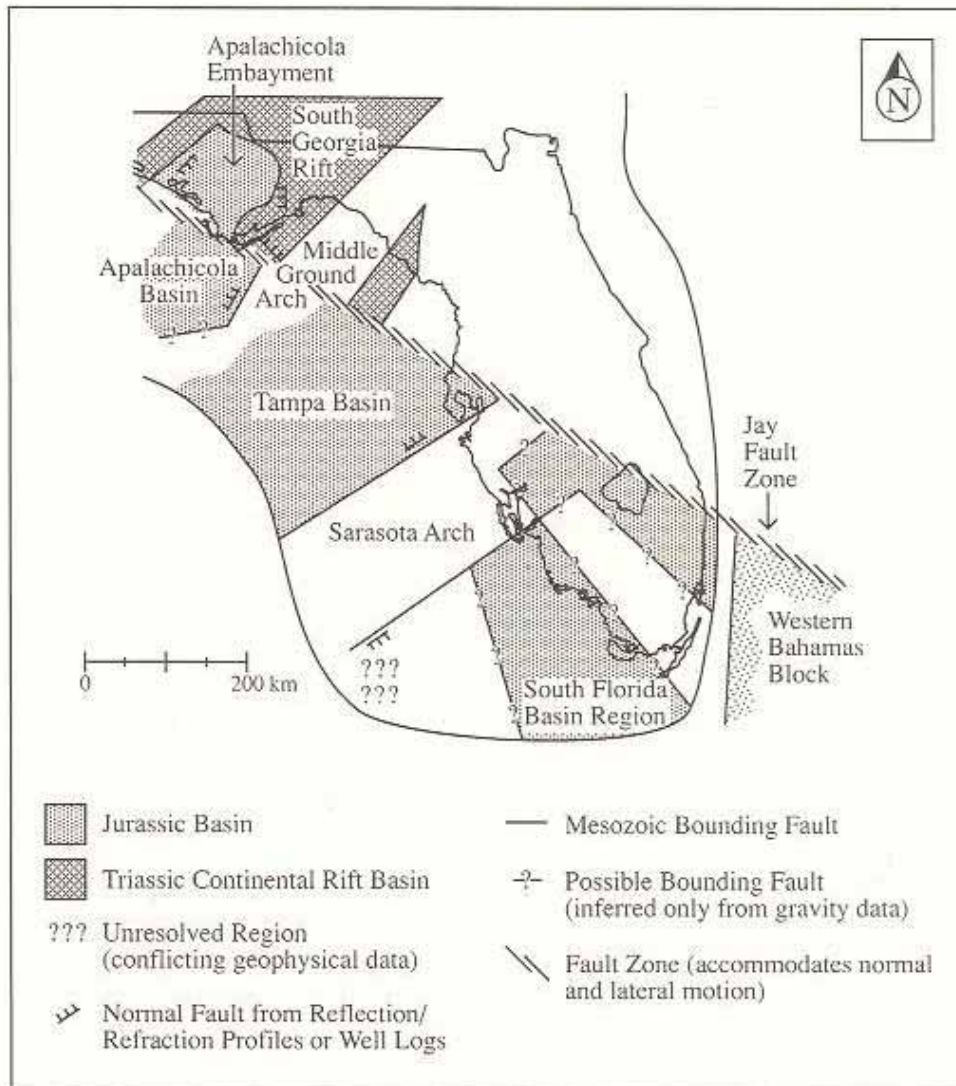 Apalachicola
Embayment
N
South
Georgia
Rift
Middle
Ground
Arch
Apalachicola
Basin
? ?
Tampa Basin
Jay
Fault
Zone
?
?
?
?
?
Sarasota Arch
?
?
?
?
???
???
Western
Bahamas
Block
0 200 km
South Florida
Basin Region
?
Jurassic Basin
Triassic Continental Rift Basin
??? Unresolved Region
(conflicting geophysical data)
Normal Fault from Reflection/
Refraction Profiles or Well Logs
Mesozoic Bounding Fault
-?- Possible Bounding Fault
(inferred only from gravity data)
Fault Zone (accommodates normal
and lateral motion)